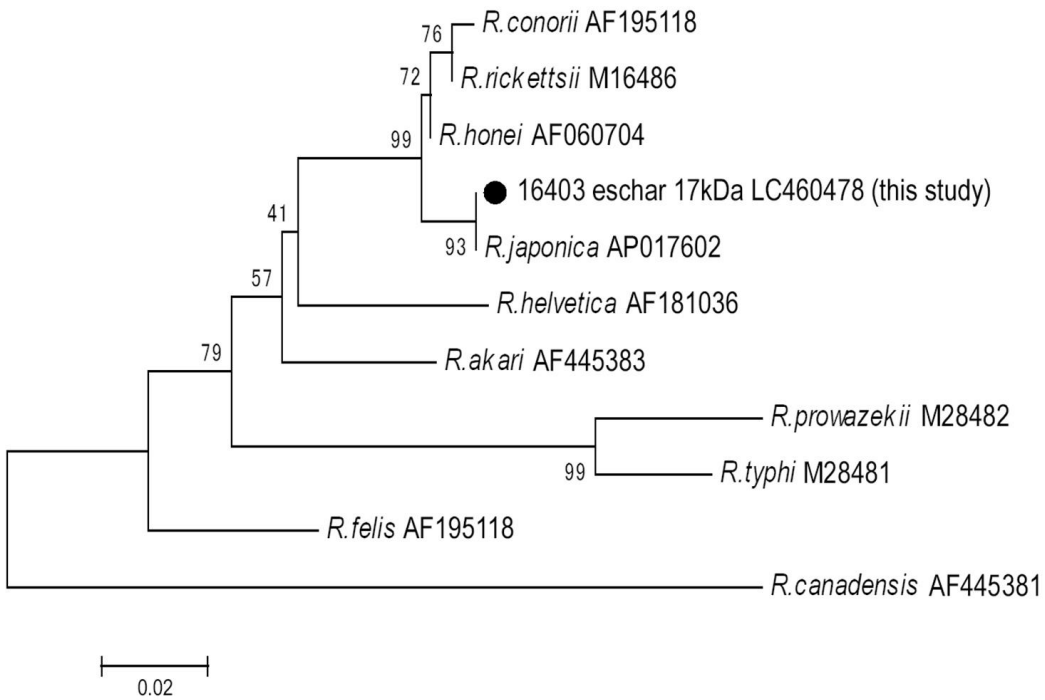 76
R.conorii AF195118
72
R.rickettsii M16486
99
R.honei AF060704
16403 eschar 17kDa LC460478 (this study)
41
93
R.japonica AP017602
57
R.helvetica AF181036
79
R.akari AF445383
R.prowazekii M28482
99
R.typhi M28481
R.felis AF195118
R.canadensis AF445381
0.02